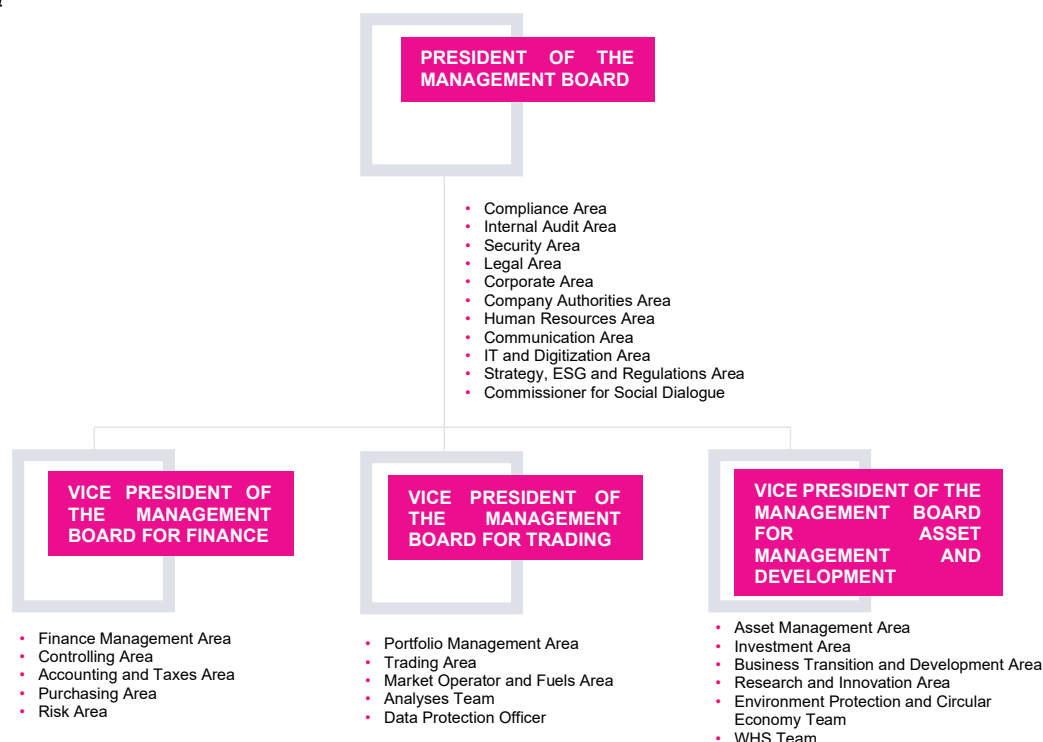 PRESIDENT OF THE
MANAGEMENT BOARD
• Compliance Area
• Internal Audit Area
• Security Area
• Legal Area
• Corporate Area
• Company Authorities Area
• Human Resources Area
• Communication Area
• IT and Digitization Area
• Strategy, ESG and Regulations Area
• Commissioner for Social Dialogue
VICE PRESIDENT OF
THE MANAGEMENT
BOARD FOR FINANCE
• Finance Management Area
• Controlling Area
• Accounting and Taxes Area
• Purchasing Area
• Risk Area
VICE PRESIDENT OF
THE MANAGEMENT
BOARD FOR TRADING
• Portfolio Management Area
• Trading Area
• Market Operator and Fuels Area
• Analyses Team
• Data Protection Officer
VICE PRESIDENT OF THE
MANAGEMENT BOARD
FOR ASSET
MANAGEMENT AND
DEVELOPMENT
• Asset Management Area
• Investment Area
• Business Transition and Development Area
• Research and Innovation Area
• Environment Protection and Circular
Economy Team
• WHS Team